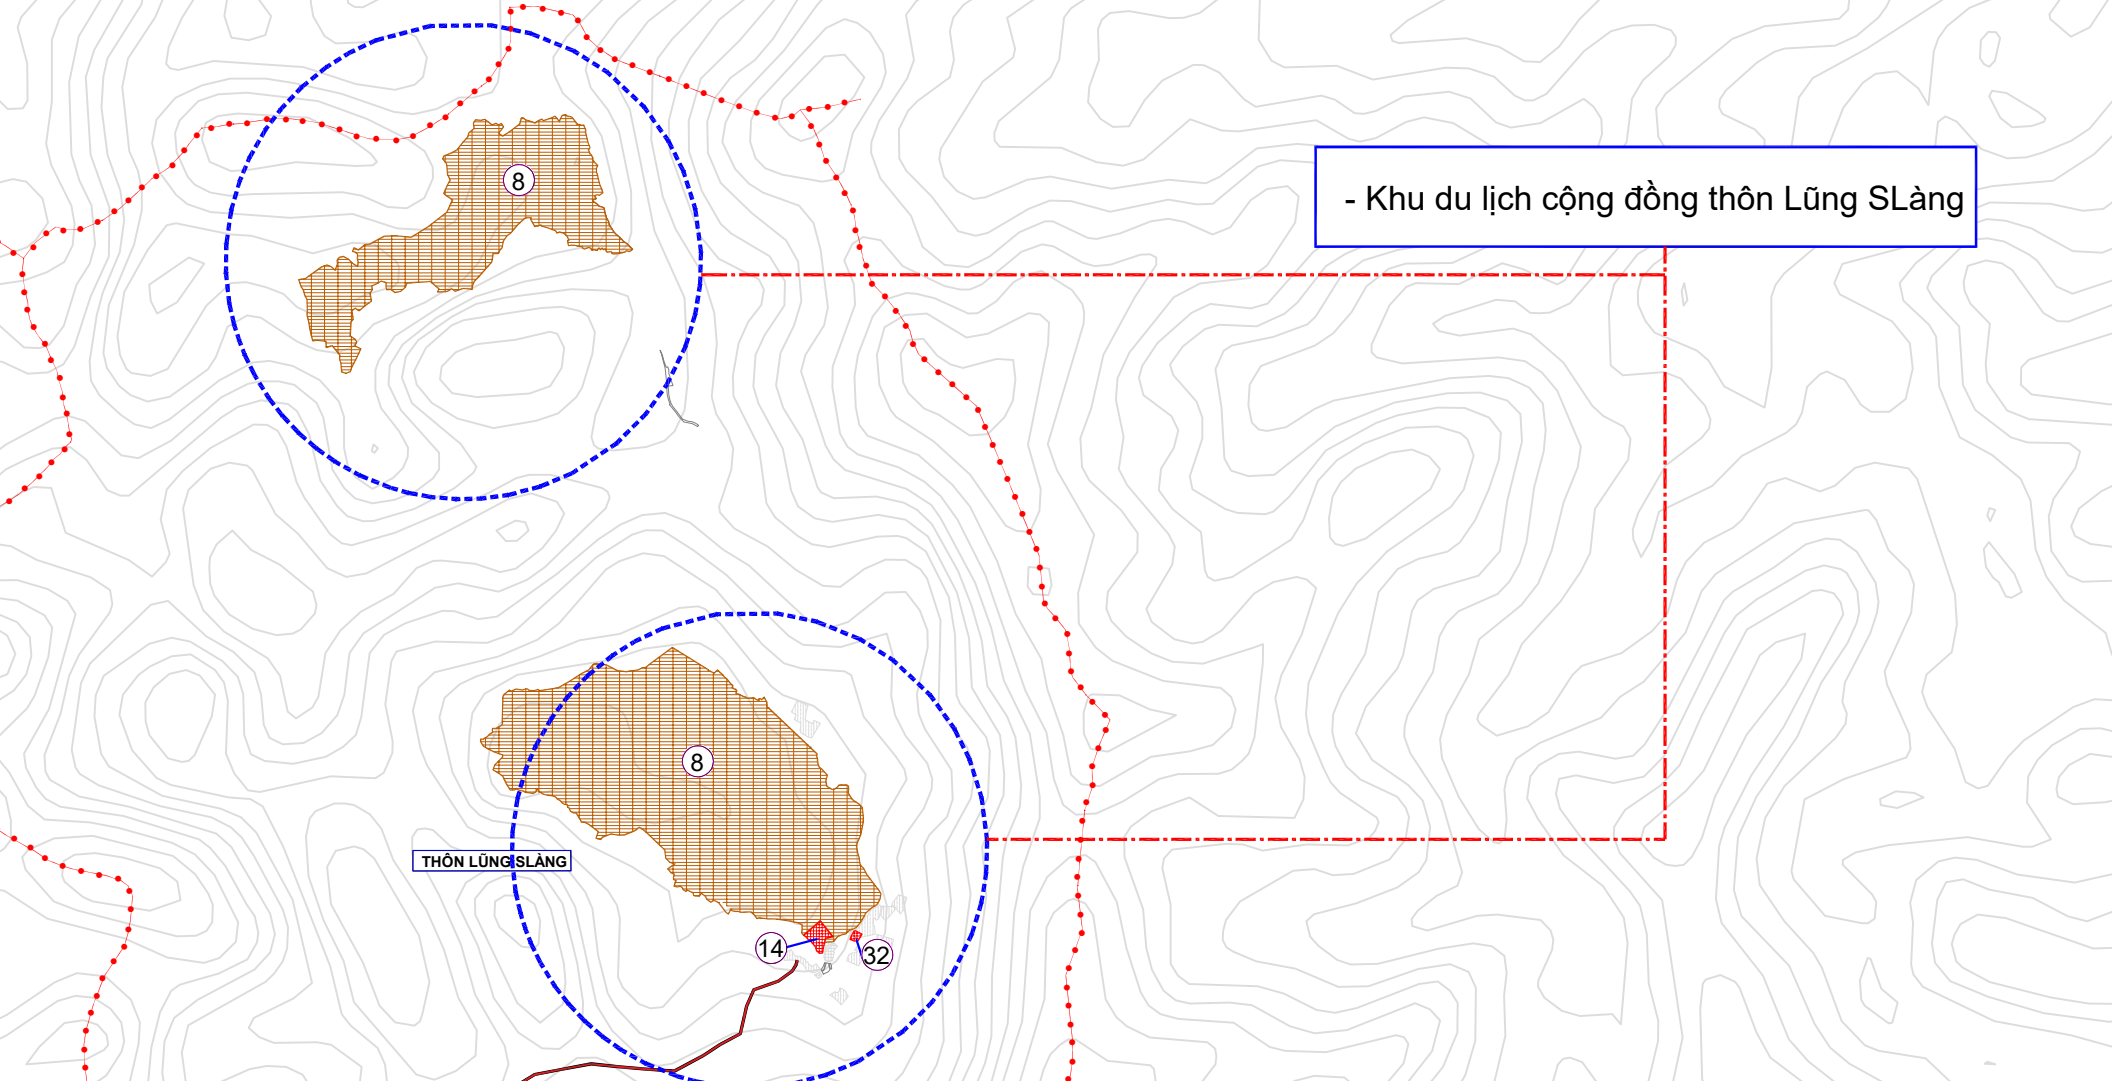 8
- Khu du lịch cộng đồng thôn Lũng SLàng
8
THÔN LŨNG SLÀNG
14
32